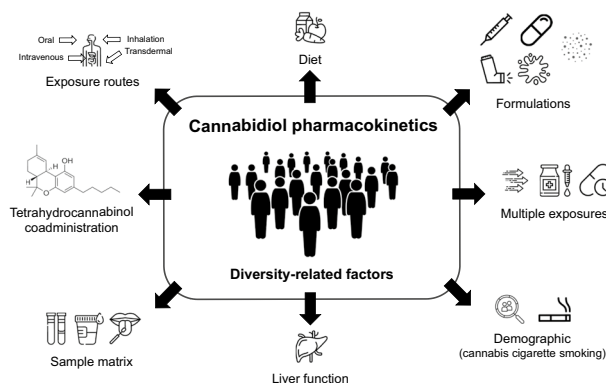 Oral
Inhalation
Intravenous
Transdermal
Exposure routes
Diet
Formulations
Cannabidiol pharmacokinetics
OH
H
H
O
Tetrahydrocannabinol
coadministration
Multiple exposures
Diversity-related factors
Sample matrix
Liver function
Demographic
(cannabis cigarette smoking)